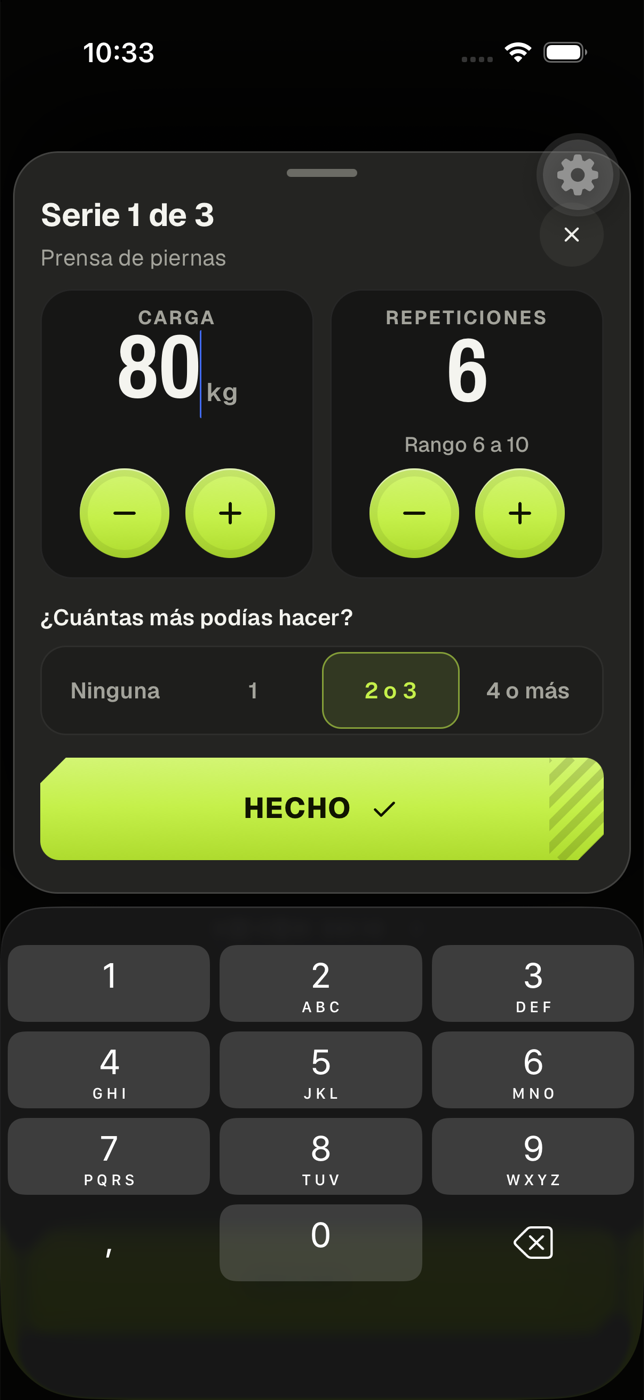 10:33
Serie 1 de 3
Prensa de piernas
CARGA
80 kg
REPETICIONES
6
Rango 6 a 10
− +
− +
¿Cuántas más podías hacer?
Ninguna 1 2 o 3 4 o más
HECHO
1 2 3
ABC DEF
4 5 6
GHI JKL MNO
7 8 9
PQRS TUV WXYZ
, 0